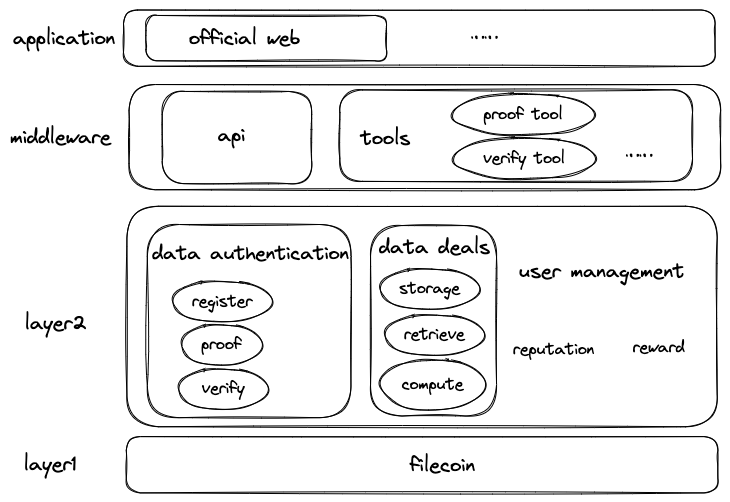 application
official web
......
middleware
api
tools
proof tool
verify tool
......
layer2
data authentication
register
proof
verify
data deals
storage
retrieve
compute
user management
reputation
reward
layer1
filecoin